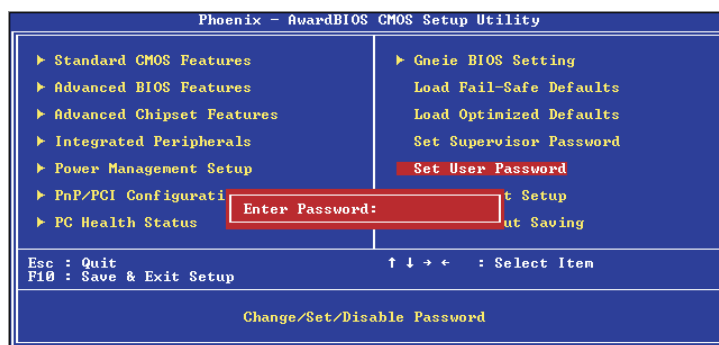 Phoenix - AwardBIOS CMOS Setup Utility
Standard CMOS Features
Advanced BIOS Features
Advanced Chipset Features
Integrated Peripherals
Power Management Setup
PnP/PCI Configurati
PC Health Status
Gneie BIOS Setting
Load Fail-Safe Defaults
Load Optimized Defaults
Set Supervisor Password
Set User Password
t Setup
ut Saving
Enter Password:
Esc : Quit
F10 : Save & Exit Setup
↑ ↓ → ← : Select Item
Change/Set/Disable Password